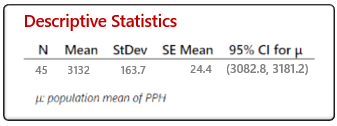 Descriptive Statistics
N Mean StDev SE Mean 95% CI for μ
45 3132 163.7 24.4 (3082.8, 3181.2)
μ: population mean of PPH